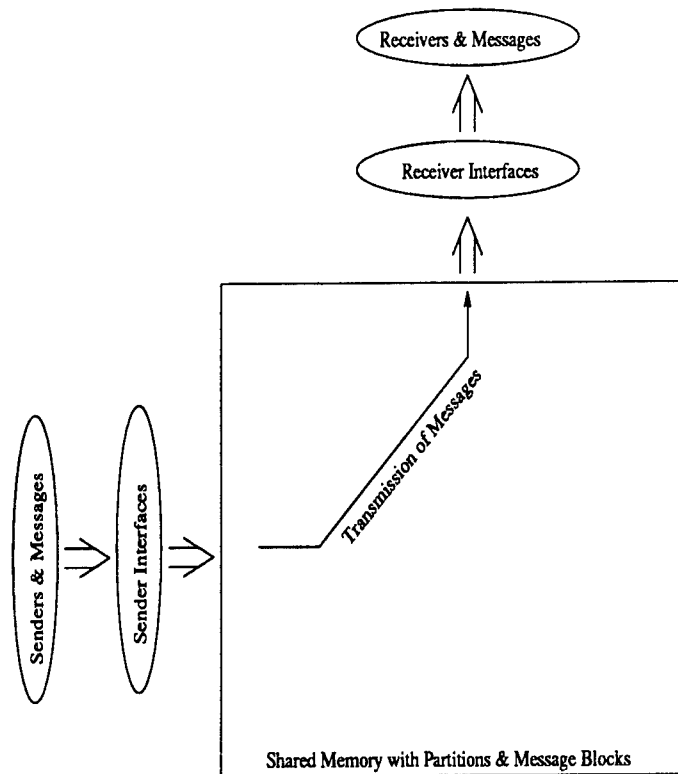 Receivers & Messages
Receiver Interfaces
Transmission of Messages
Senders & Messages
Sender Interfaces
Shared Memory with Partitions & Message Blocks